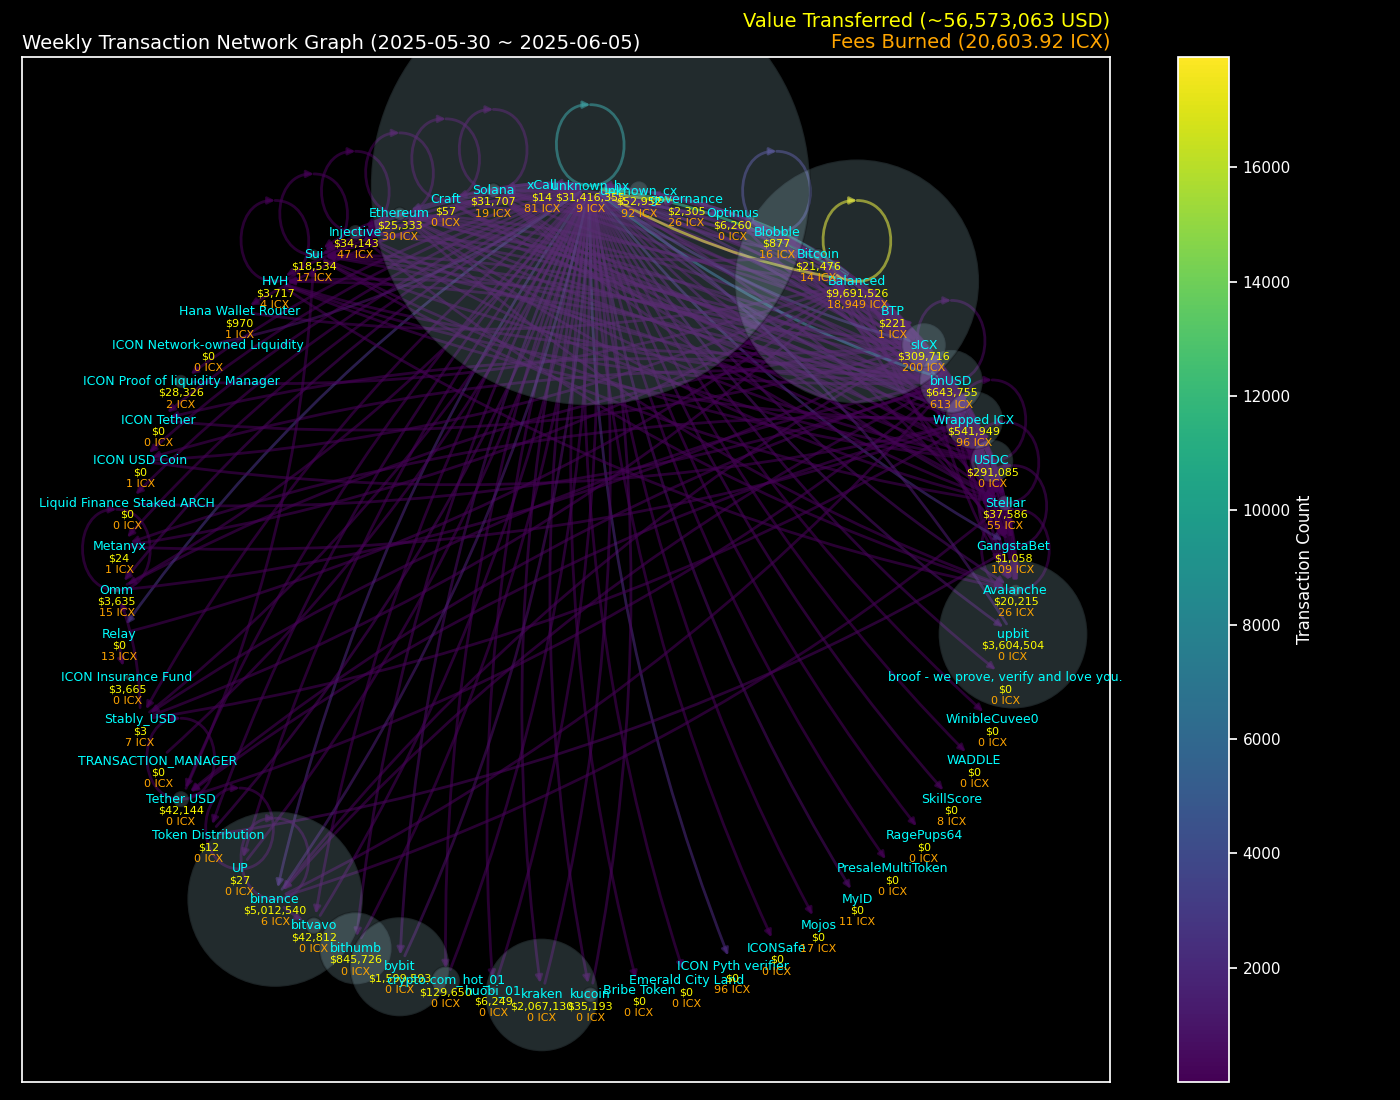 Value Transferred (~56,573,063 USD)
Weekly Transaction Network Graph (2025-05-30 ~ 2025-06-05)
Fees Burned (20,603.92 ICX)
unknown_hx
9 ICX
xCall
$14
81 ICX
unknown_cx
$52,952
92 ICX
Solana
$31,707
19 ICX
governance
$2,305
26 ICX
Craft
$57
0 ICX
Optimus
$6,260
0 ICX
Ethereum
$25,333
30 ICX
Blobble
$877
16 ICX
Injective
$34,143
47 ICX
Bitcoin
$21,476
14 ICX
Sui
$18,534
17 ICX
Balanced
$9,691,526
18,949 ICX
HVH
$3,717
4 ICX
BTP
$221
1 ICX
Hana Wallet Router
$970
1 ICX
sICX
$309,716
200 ICX
ICON Network-owned Liquidity
$0
0 ICX
bnUSD
$643,755
613 ICX
ICON Proof of liquidity Manager
$28,326
2 ICX
Wrapped ICX
$541,949
96 ICX
ICON Tether
$0
0 ICX
USDC
$291,085
0 ICX
ICON USD Coin
$0
1 ICX
Stellar
$37,586
55 ICX
Liquid Finance Staked ARCH
$0
0 ICX
GangstaBet
$1,058
109 ICX
Metanyx
$24
1 ICX
Avalanche
$20,215
26 ICX
Omm
$3,635
15 ICX
upbit
$3,604,504
0 ICX
Relay
$0
13 ICX
broof - we prove, verify and love you.
$0
0 ICX
ICON Insurance Fund
$3,665
0 ICX
WinibleCuvee0
$0
0 ICX
Stably_USD
$3
7 ICX
WADDLE
$0
0 ICX
TRANSACTION_MANAGER
$0
0 ICX
SkillScore
$0
8 ICX
Tether USD
$42,144
0 ICX
RagePups64
$0
0 ICX
Token Distribution
$12
0 ICX
PresaleMultiToken
$0
0 ICX
UP
$27
0 ICX
MyID
$0
11 ICX
binance
$5,012,540
6 ICX
Mojos
$0
17 ICX
bitvavo
$42,812
0 ICX
ICONSafe
$0
0 ICX
bithumb
$845,726
0 ICX
ICON Pyth verifier
$0
96 ICX
bybit
$1,599,593
0 ICX
Emerald City Land
$0
0 ICX
crypto.com_hot_01
$129,650
0 ICX
Bribe Token
$0
0 ICX
huobi_01
$6,249
0 ICX
kucoin
$35,193
0 ICX
kraken
$2,067,130
0 ICX
16000
14000
12000
10000
8000
6000
4000
2000
Transaction Count